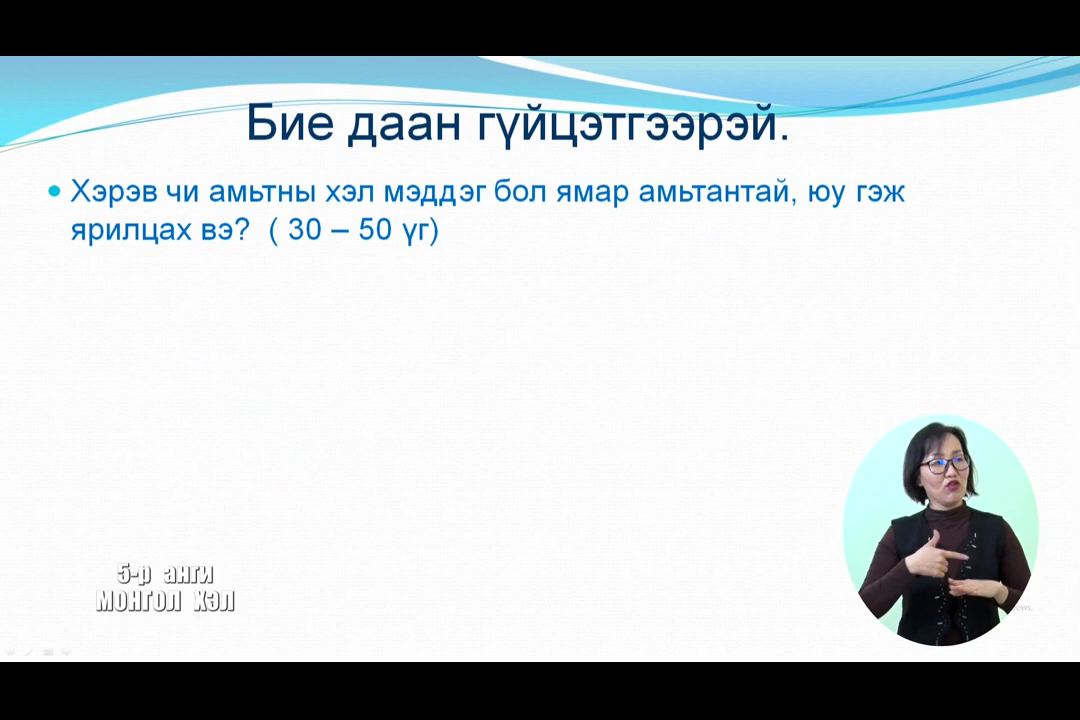 Бие даан гүйцэтгээрэй.
Хэрэв чи амьтны хэл мэддэг бол ямар амьтантай, юу гэж
ярилцах вэ? ( 30 – 50 үг)
5-р анги
МОНГОЛ ХЭЛ